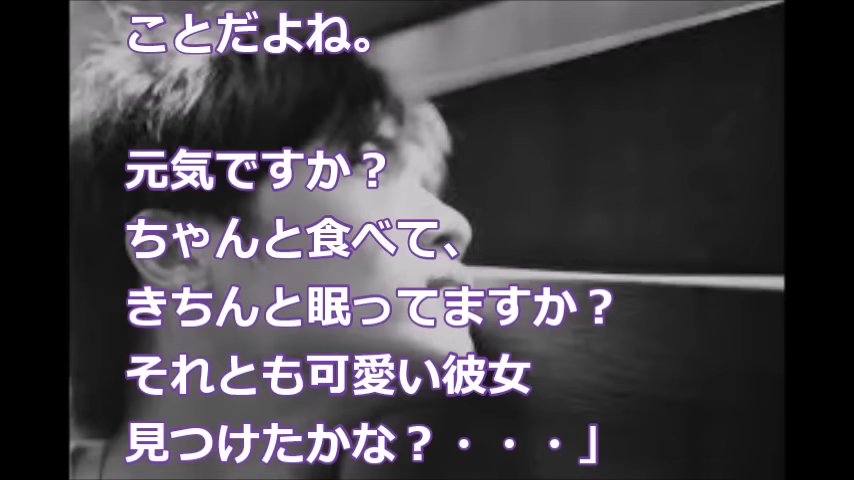 ことだよね。
元気ですか？
ちゃんと食べて、
きちんと眠ってますか？
それとも可愛い彼女
見つけたかな？・・・」